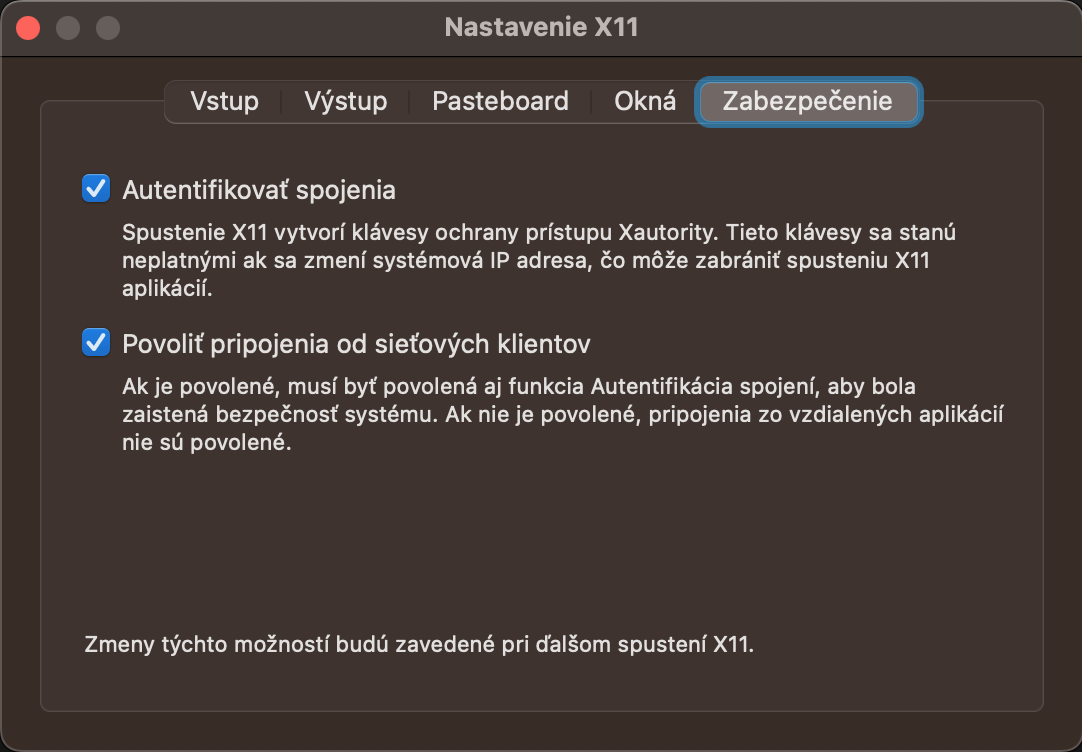 Nastavenie X11
Vstup Výstup Pasteboard Okná Zabezpečenie
Autentifikovať spojenia
Spustenie X11 vytvorí klávesy ochrany prístupu Xautority. Tieto klávesy sa stanú
neplatnými ak sa zmení systémová IP adresa, čo môže zabrániť spusteniu X11
aplikácií.
Povoliť pripojenia od sieťových klientov
Ak je povolené, musí byť povolená aj funkcia Autentifikácia spojení, aby bola
zaistená bezpečnosť systému. Ak nie je povolené, pripojenia zo vzdialených aplikácií
nie sú povolené.
Zmeny týchto možností budú zavedené pri ďalšom spustení X11.